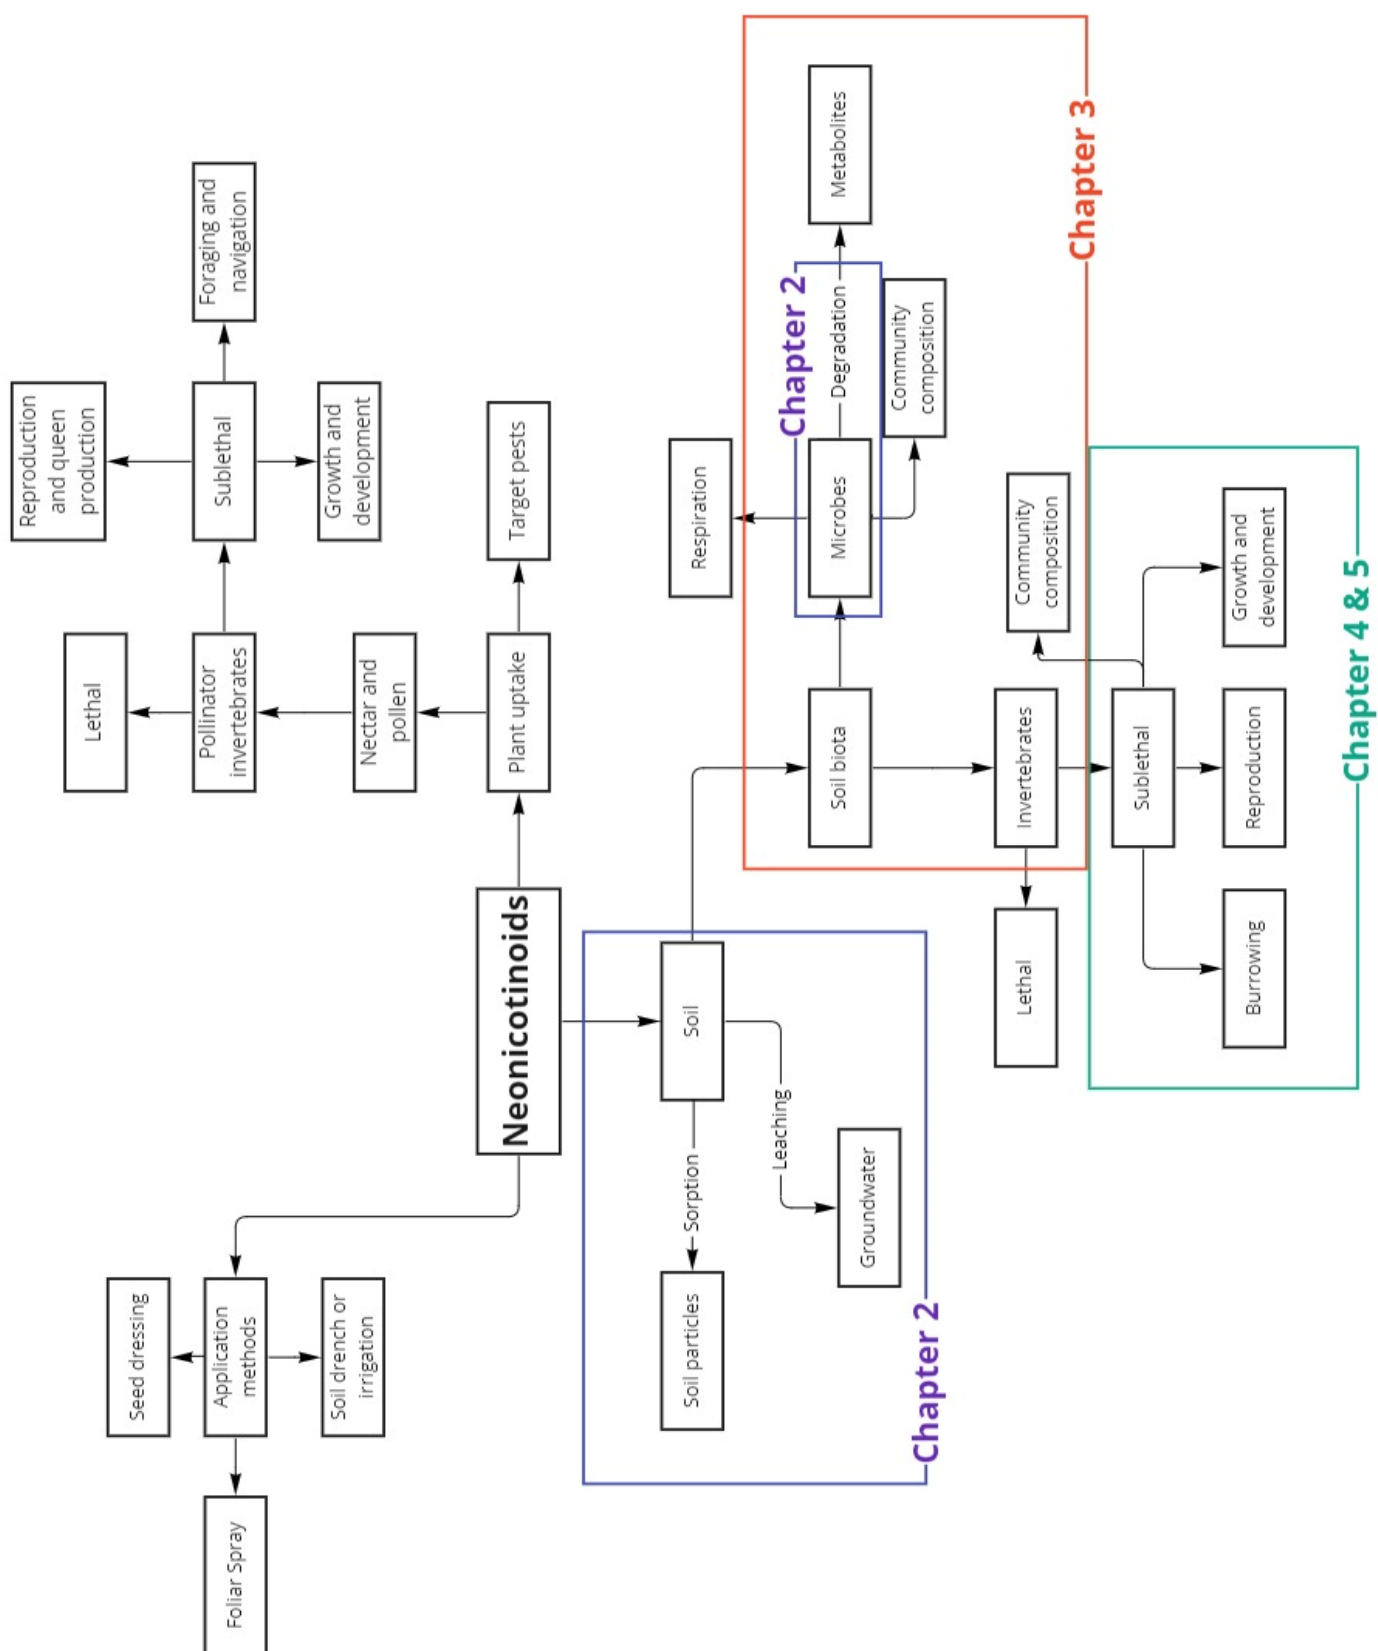 Reproduction
and queen
production
Lethal
Seed dressing
Foliar Spray
Application
methods
Pollinator
invertebrates
Sublethal
Foraging and
navigation
Soil drench or
irrigation
Growth and
development
Nectar and
pollen
Neonicotinoids
Plant uptake
Target pests
Soil particles
Sorption
Soil
Respiration
Leaching
Chapter 2
Groundwater
Soil biota
Microbes
Degradation
Metabolites
Community
composition
Chapter 2
Lethal
Invertebrates
Community
composition
Chapter 3
Sublethal
Burrowing
Reproduction
Growth and
development
Chapter 4 & 5